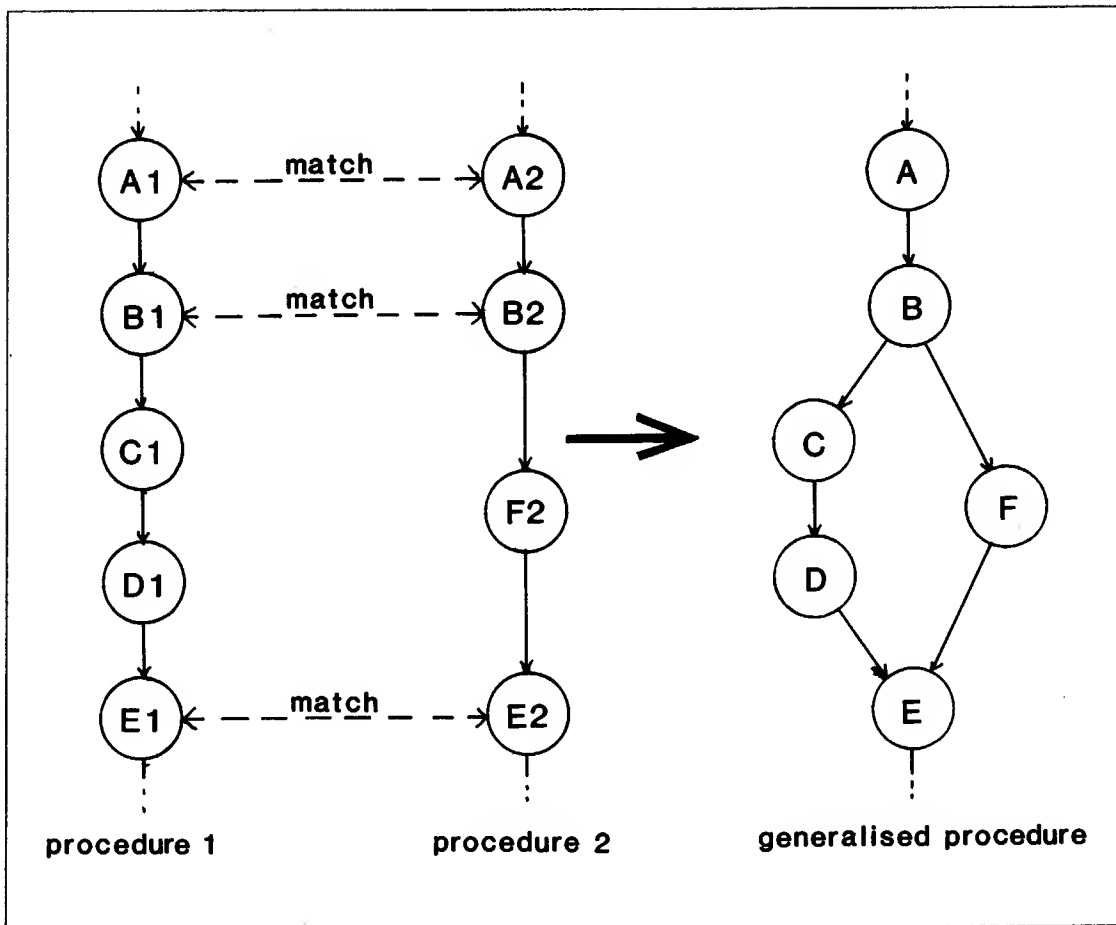 A1 match A2 A
B1 match B2 B
C1 C
F2 F
D1 D
E1 match E2 E
procedure 1 procedure 2 generalised procedure